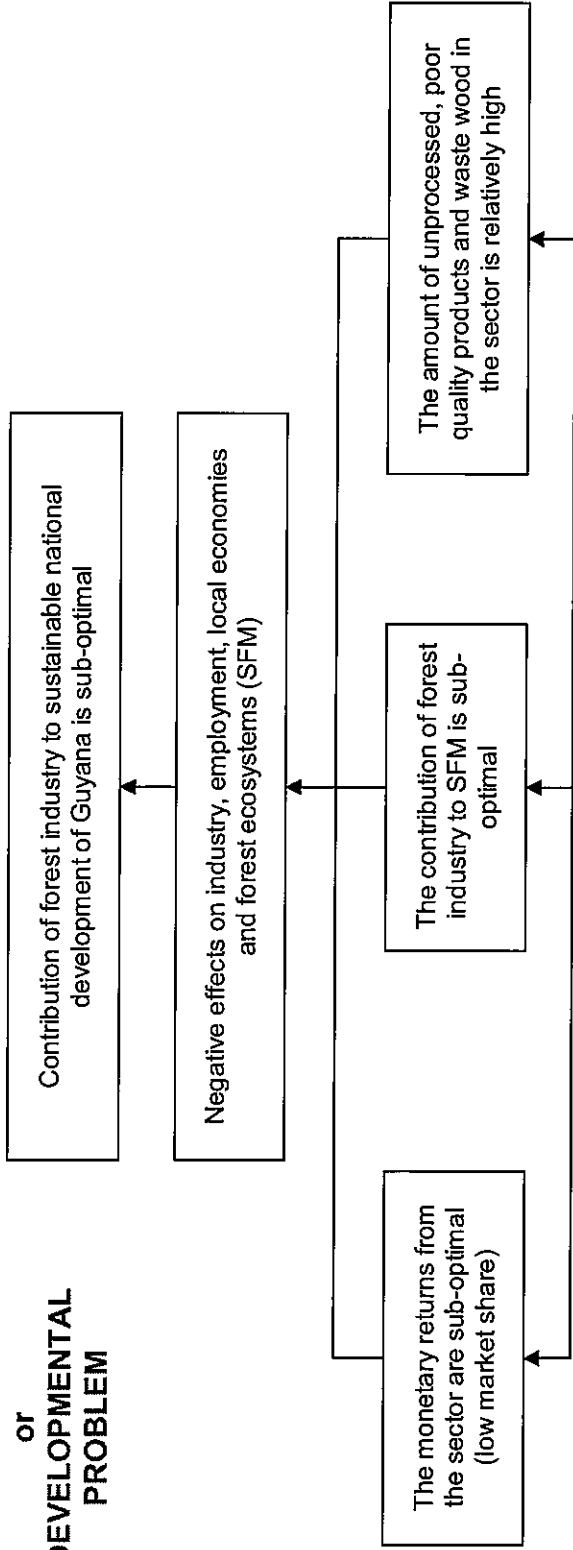 or
DEVELOPMENTAL
PROBLEM
Contribution of forest industry to sustainable national
development of Guyana is sub-optimal
Negative effects on industry, employment, local economies
and forest ecosystems (SFM)
The monetary returns from
the sector are sub-optimal
(low market share)
The contribution of forest
industry to SFM is sub-
optimal
The amount of unprocessed, poor
quality products and waste wood in
the sector is relatively high